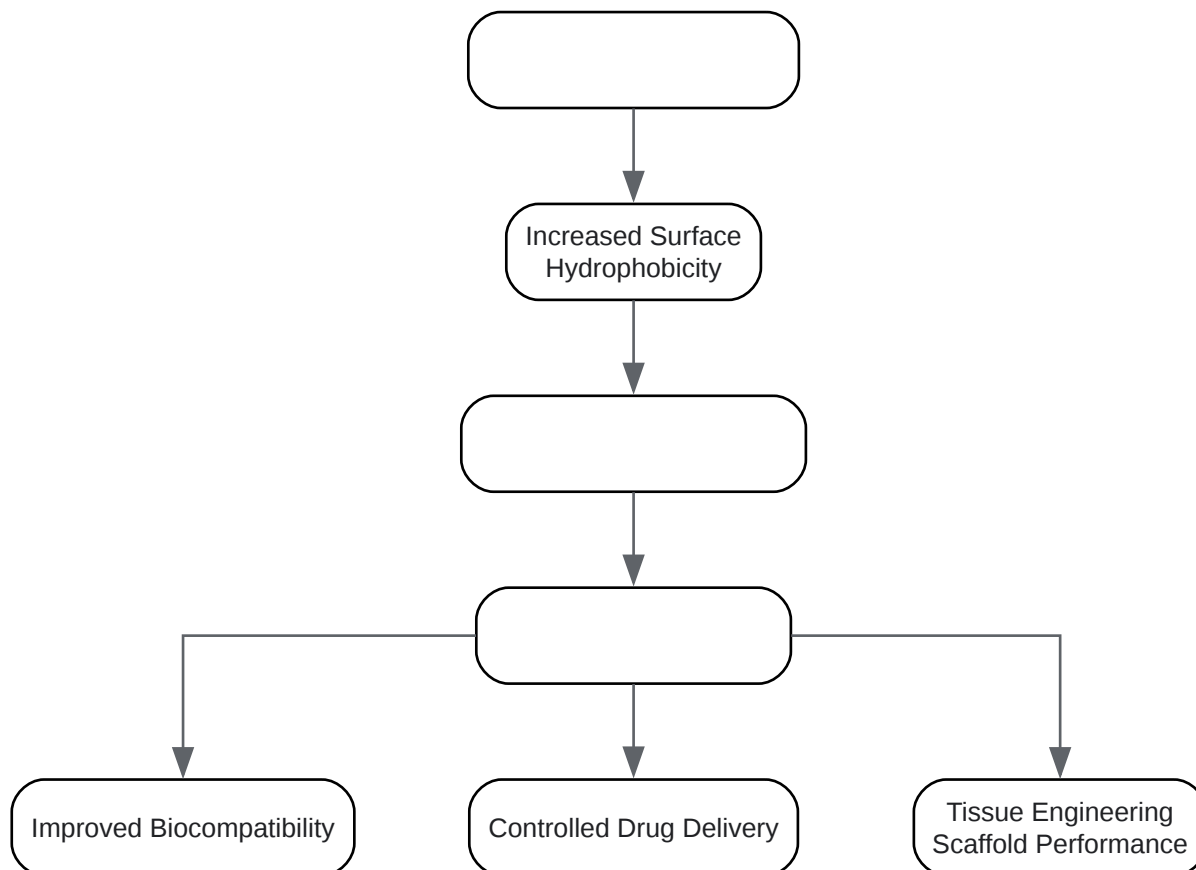 Increased Surface
Hydrophobicity
Improved Biocompatibility
Controlled Drug Delivery
Tissue Engineering
Scaffold Performance